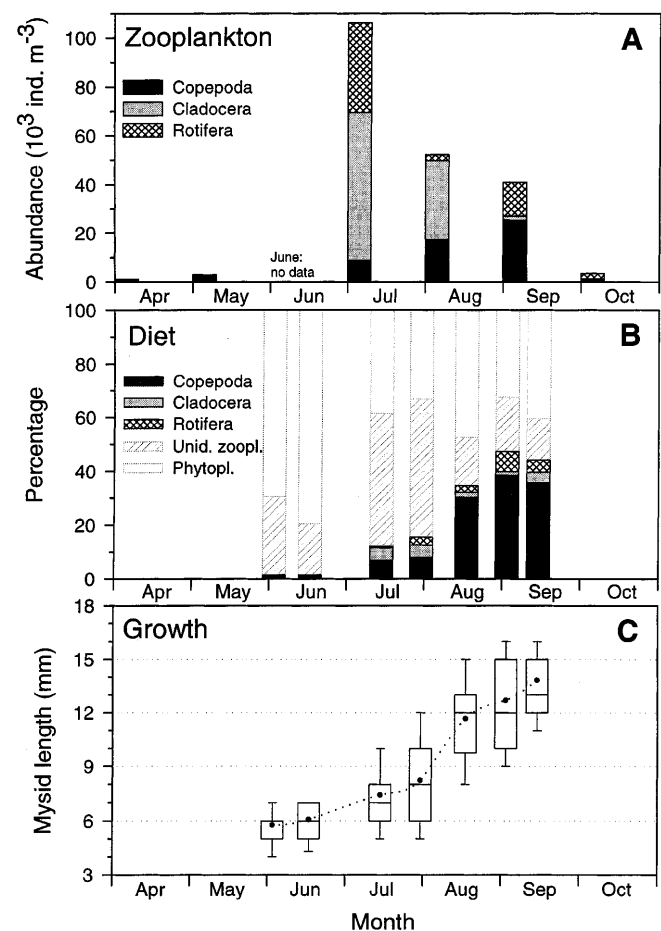 Zooplankton
A
Copepoda
Cladocera
Rotifera
June:
no data
Abundance (10³ ind. m⁻³)
100
80
60
40
20
0
Apr May Jun Jul Aug Sep Oct
Diet
B
Copepoda
Cladocera
Rotifera
Unid. zoopl.
Phytopl.
Percentage
100
80
60
40
20
0
Apr May Jun Jul Aug Sep Oct
Growth
C
Mysid length (mm)
18
15
12
9
6
3
Apr May Jun Jul Aug Sep Oct
Month